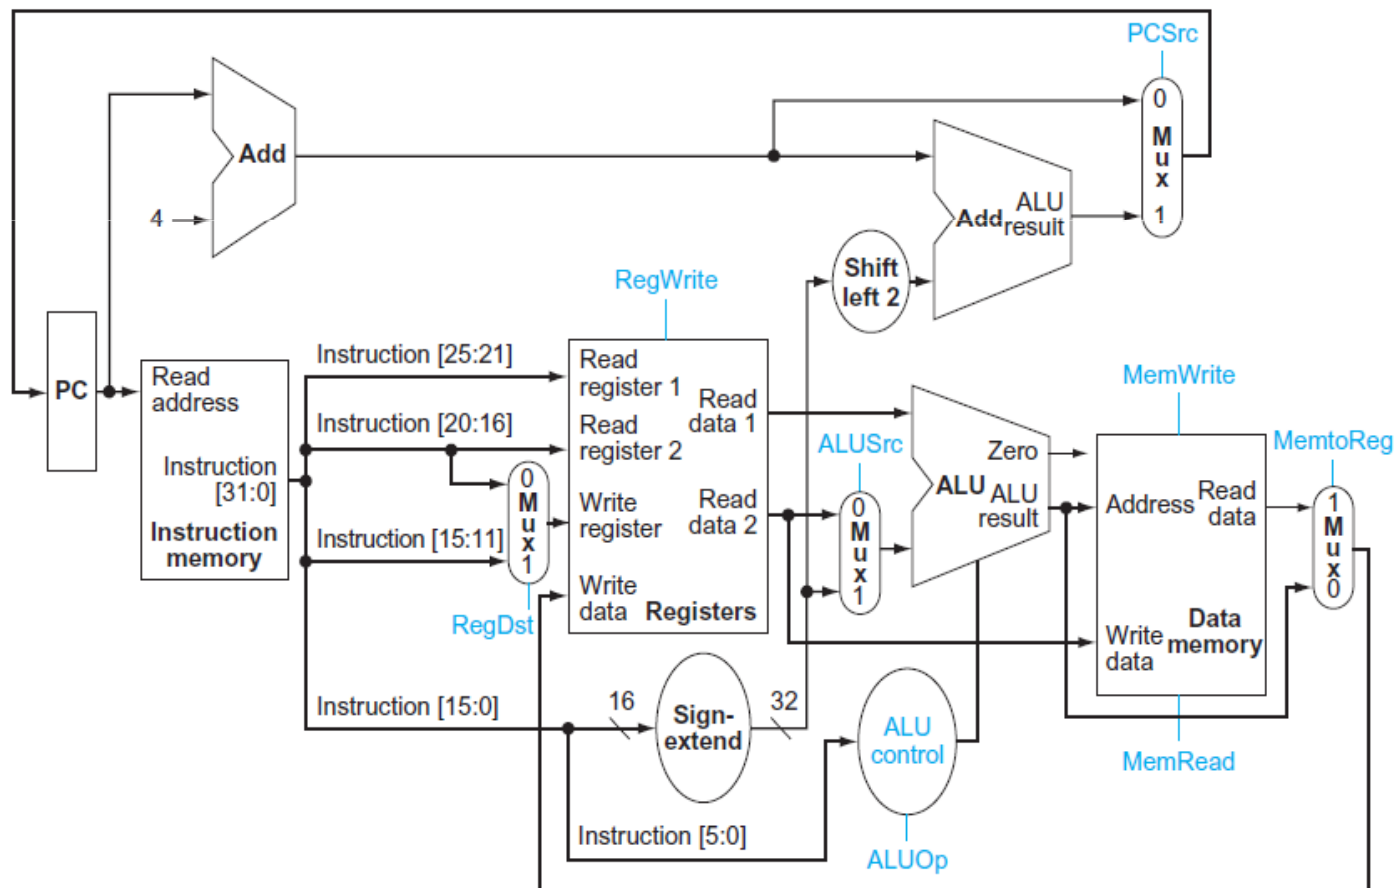 PCSrc
0
M
u
x
1
Add
4
Add
ALU
result
Shift
left 2
RegWrite
PC
Read
address
Instruction
[31:0]
Instruction
memory
Instruction [25:21]
Instruction [20:16]
Instruction [15:11]
0
M
u
x
1
RegDst
Read
register 1
Read
register 2
Write
register
Write
data
Read
data 1
Read
data 2
Registers
ALUSrc
0
M
u
x
1
Zero
ALU
ALU
result
MemWrite
Address
Read
data
Write
data
Data
memory
MemRead
MemtoReg
1
M
u
x
0
Instruction [15:0]
16
Sign-
extend
32
ALU
control
Instruction [5:0]
ALUOp